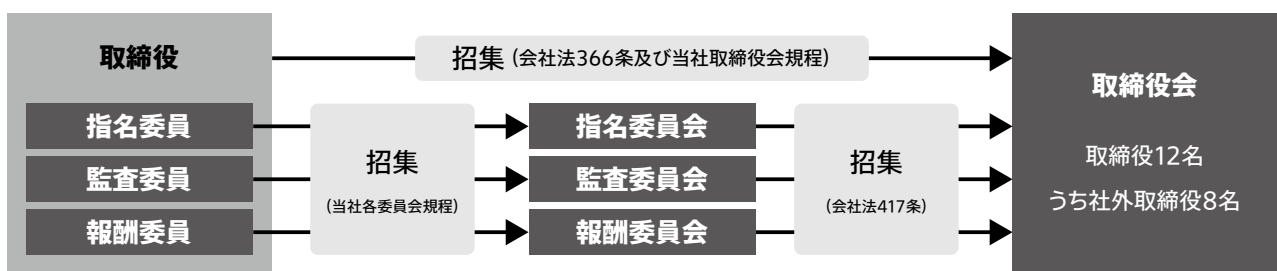 取締役
招集(会社法366条及び当社取締役会規程)
指名委員
監査委員
報酬委員
招集
(当社各委員会規程)
指名委員会
監査委員会
報酬委員会
招集
(会社法417条)
取締役会
取締役12名
うち社外取締役8名